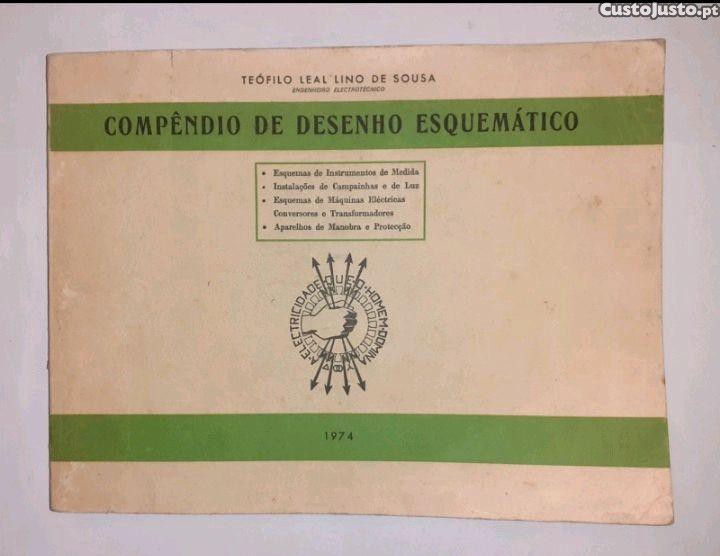 CustoJusto.pt
TEÓFILO LEAL LINO DE SOUSA
ENGENHEIRO ELECTROTÉCNICO
COMPÊNDIO DE DESENHO ESQUEMÁTICO
• Esquemas de Instrumentos de Medida
• Instalações de Campainhas e de Luz
• Esquemas de Máquinas Eléctricas
Conversores e Transformadores
• Aparelhos de Manobra e Protecção
A·ELECTRICIDADE·QUE·O·HOMEM·DOMINA
1974